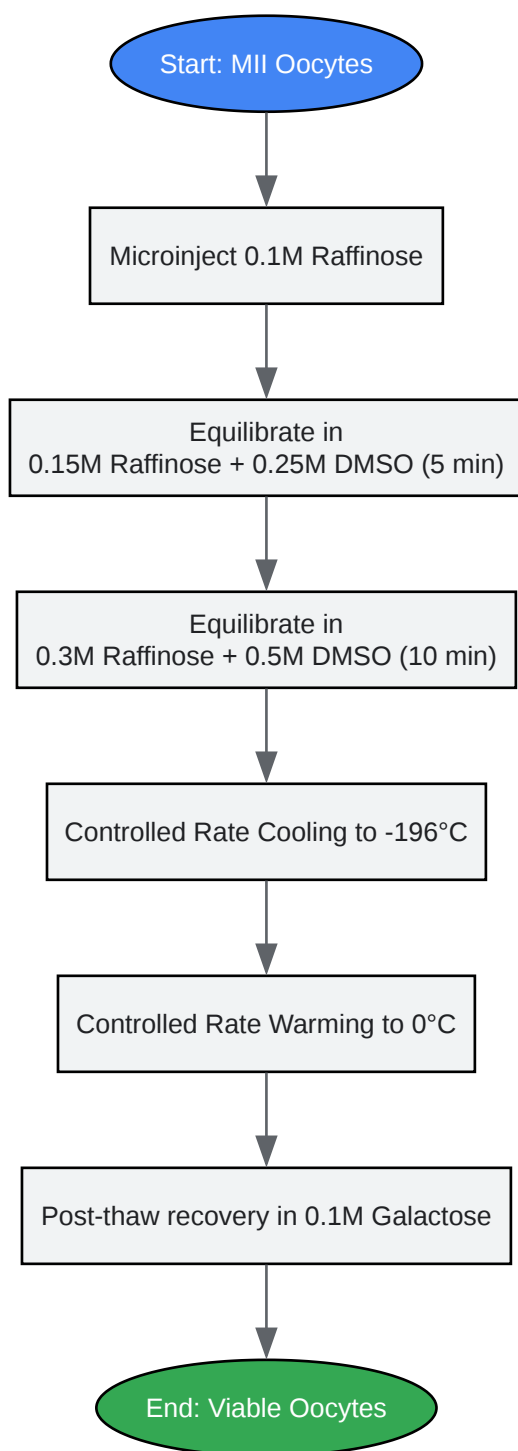 Start: MII Oocytes
Microinject 0.1M Raffinose
Equilibrate in
0.15M Raffinose + 0.25M DMSO (5 min)
Equilibrate in
0.3M Raffinose + 0.5M DMSO (10 min)
Controlled Rate Cooling to -196°C
Controlled Rate Warming to 0°C
Post-thaw recovery in 0.1M Galactose
End: Viable Oocytes